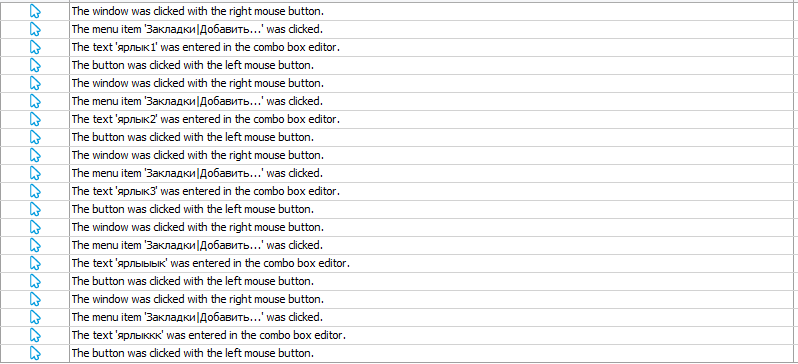 The window was clicked with the right mouse button.
The menu item 'Закладки|Добавить...' was clicked.
The text 'ярлык1' was entered in the combo box editor.
The button was clicked with the left mouse button.
The window was clicked with the right mouse button.
The menu item 'Закладки|Добавить...' was clicked.
The text 'ярлык2' was entered in the combo box editor.
The button was clicked with the left mouse button.
The window was clicked with the right mouse button.
The menu item 'Закладки|Добавить...' was clicked.
The text 'ярлык3' was entered in the combo box editor.
The button was clicked with the left mouse button.
The window was clicked with the right mouse button.
The menu item 'Закладки|Добавить...' was clicked.
The text 'ярлыыык' was entered in the combo box editor.
The button was clicked with the left mouse button.
The window was clicked with the right mouse button.
The menu item 'Закладки|Добавить...' was clicked.
The text 'ярлыккк' was entered in the combo box editor.
The button was clicked with the left mouse button.